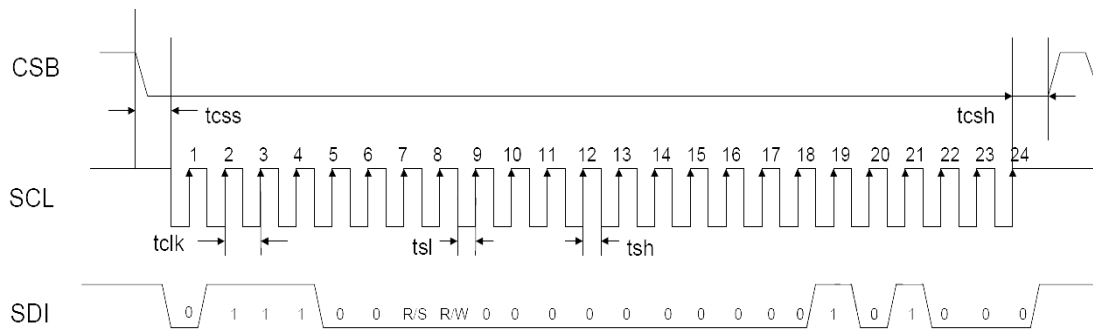 CSB
tcss
tcsh
1 2 3 4 5 6 7 8 9 10 11 12 13 14 15 16 17 18 19 20 21 22 23 24
SCL
tclk
tsl
tsh
SDI
0 1 1 1 0 0 R/S R/W 0 0 0 0 0 0 0 0 0 0 1 0 1 0 0 0